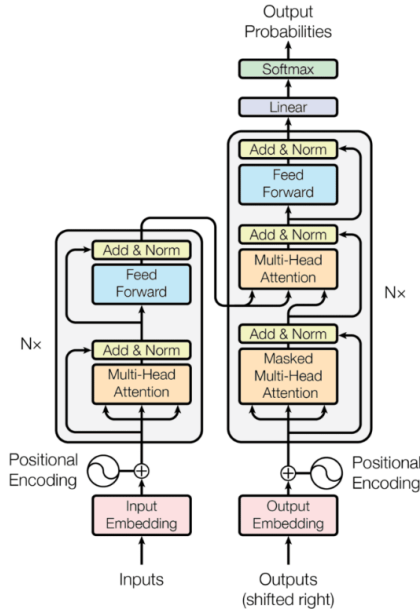 Output
Probabilities
Softmax
Linear
Add & Norm
Feed
Forward
Add & Norm
Multi-Head
Attention
Nx
Add & Norm
Masked
Multi-Head
Attention
Add & Norm
Feed
Forward
Nx
Add & Norm
Multi-Head
Attention
Positional
Encoding
Positional
Encoding
Input
Embedding
Output
Embedding
Inputs
Outputs
(shifted right)